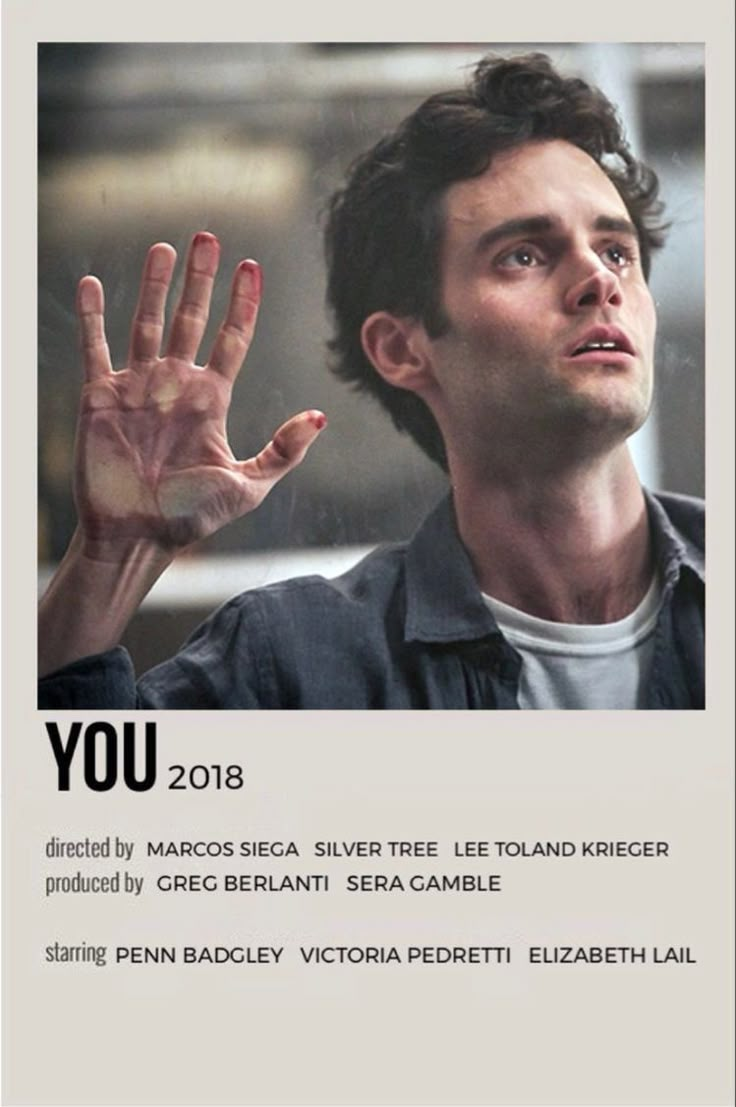 YOU 2018
directed by MARCOS SIEGA SILVER TREE LEE TOLAND KRIEGER
produced by GREG BERLANTI SERA GAMBLE
starring PENN BADGLEY VICTORIA PEDRETTI ELIZABETH LAIL